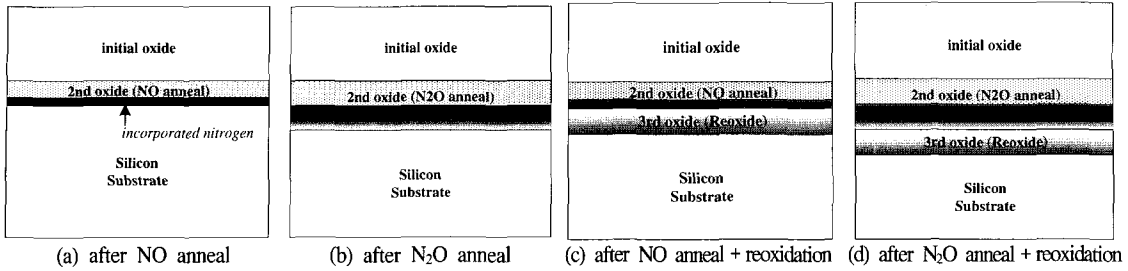 initial oxide
2nd oxide (NO anneal)
incorporated nitrogen
Silicon
Substrate
(a) after NO anneal
initial oxide
2nd oxide (N2O anneal)
Silicon
Substrate
(b) after N₂O anneal
initial oxide
2nd oxide (NO anneal)
3rd oxide (Reoxide)
Silicon
Substrate
(c) after NO anneal + reoxidation
initial oxide
2nd oxide (N2O anneal)
3rd oxide (Reoxide)
Silicon
Substrate
(d) after N₂O anneal + reoxidation